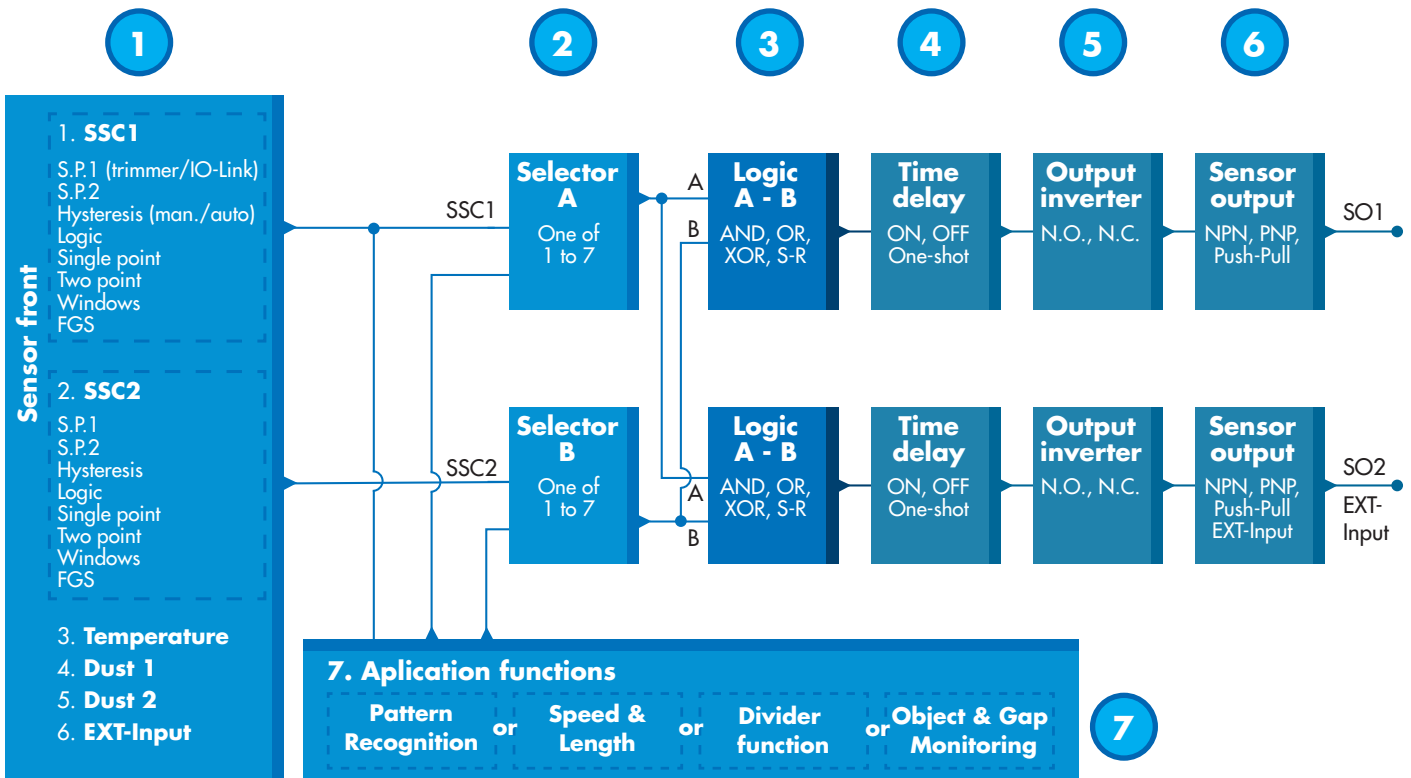 1
2
3
4
5
6
Sensor front
1. SSC1
S.P.1 (trimmer/IO-Link)
S.P.2
Hysteresis (man./auto)
Logic
Single point
Two point
Windows
FGS
2. SSC2
S.P.1
S.P.2
Hysteresis
Logic
Single point
Two point
Windows
FGS
3. Temperature
4. Dust 1
5. Dust 2
6. EXT-Input
SSC1
Selector
A
One of
1 to 7
A
B
Logic
A - B
AND, OR,
XOR, S-R
Time
delay
ON, OFF
One-shot
Output
inverter
N.O., N.C.
Sensor
output
NPN, PNP,
Push-Pull
SO1
SSC2
Selector
B
One of
1 to 7
A
B
Logic
A - B
AND, OR,
XOR, S-R
Time
delay
ON, OFF
One-shot
Output
inverter
N.O., N.C.
Sensor
output
NPN, PNP,
Push-Pull
EXT-Input
SO2
EXT-
Input
7. Aplication functions
Pattern
Recognition
or
Speed &
Length
or
Divider
function
or
Object & Gap
Monitoring
7